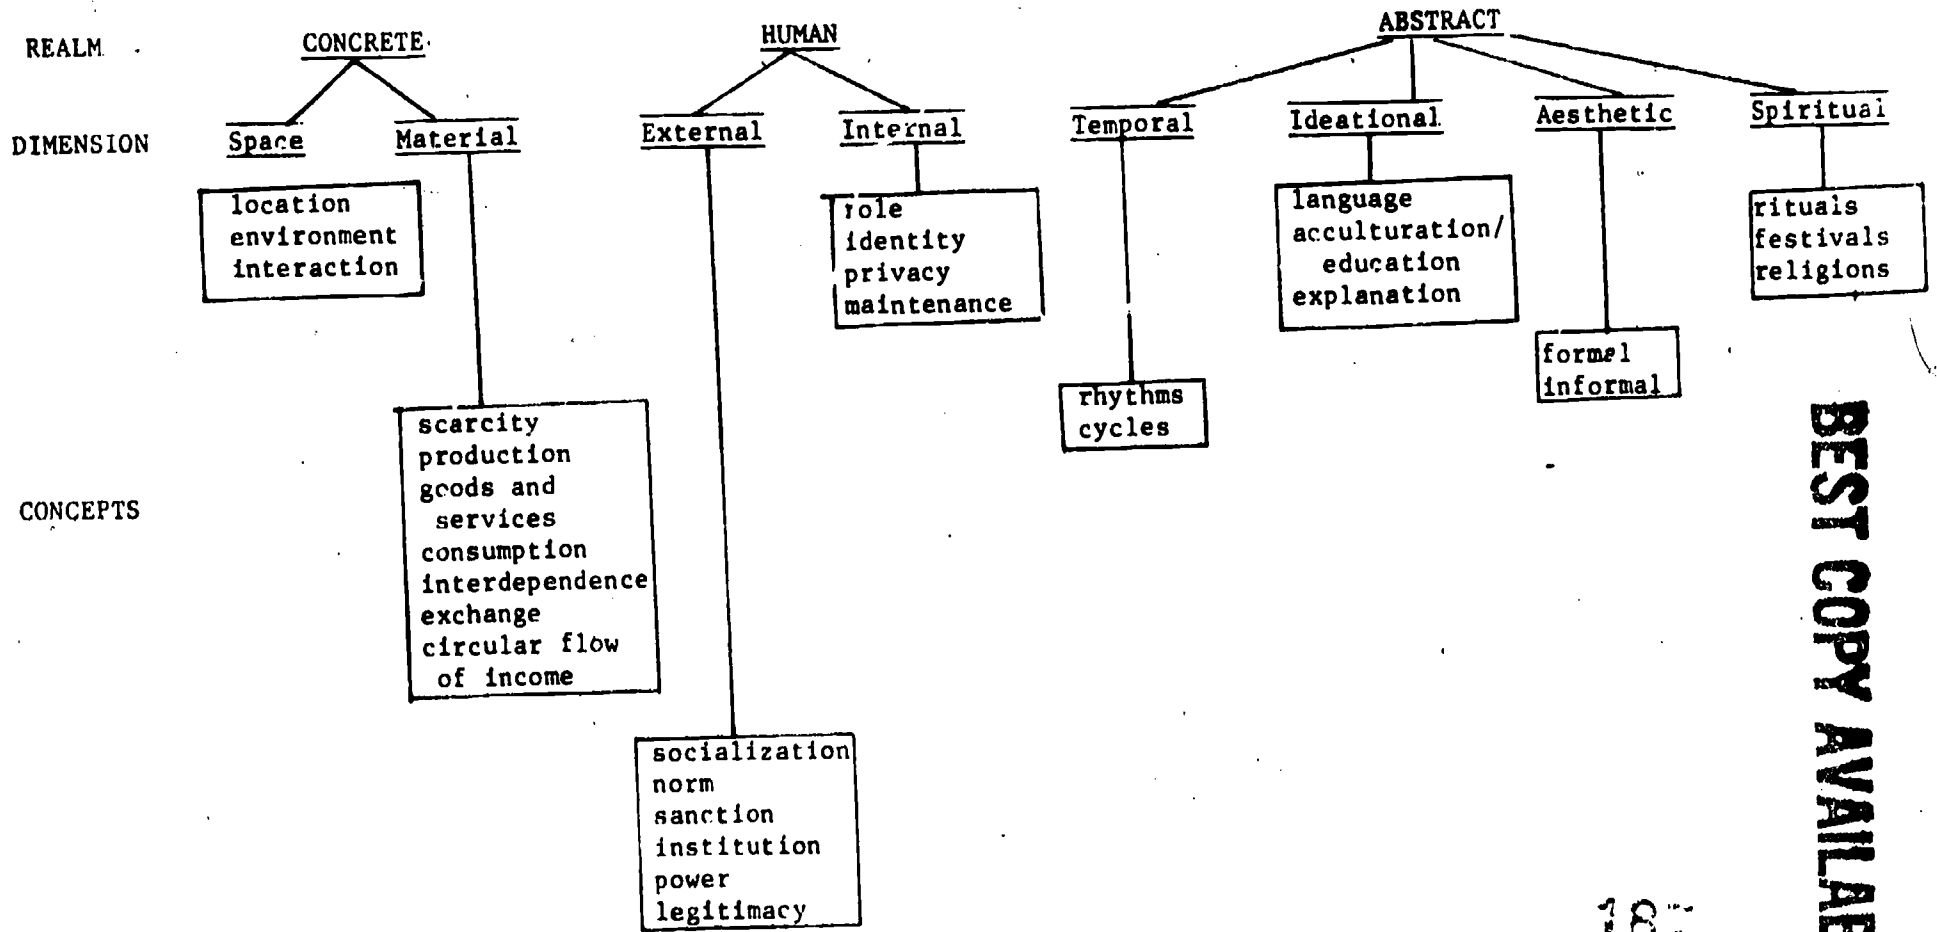 REALM
CONCRETE
HUMAN
ABSTRACT
DIMENSION
Space
Material
External
Internal
Temporal
Ideational
Aesthetic
Spiritual
CONCEPTS
location
environment
interaction
scarcity
production
goods and
services
consumption
interdependence
exchange
circular flow
of income
socialization
norm
sanction
institution
power
legitimacy
role
identity
privacy
maintenance
rhythms
cycles
language
acculturation/
education
explanation
formal
informal
rituals
festivals
religions
BEST COPY